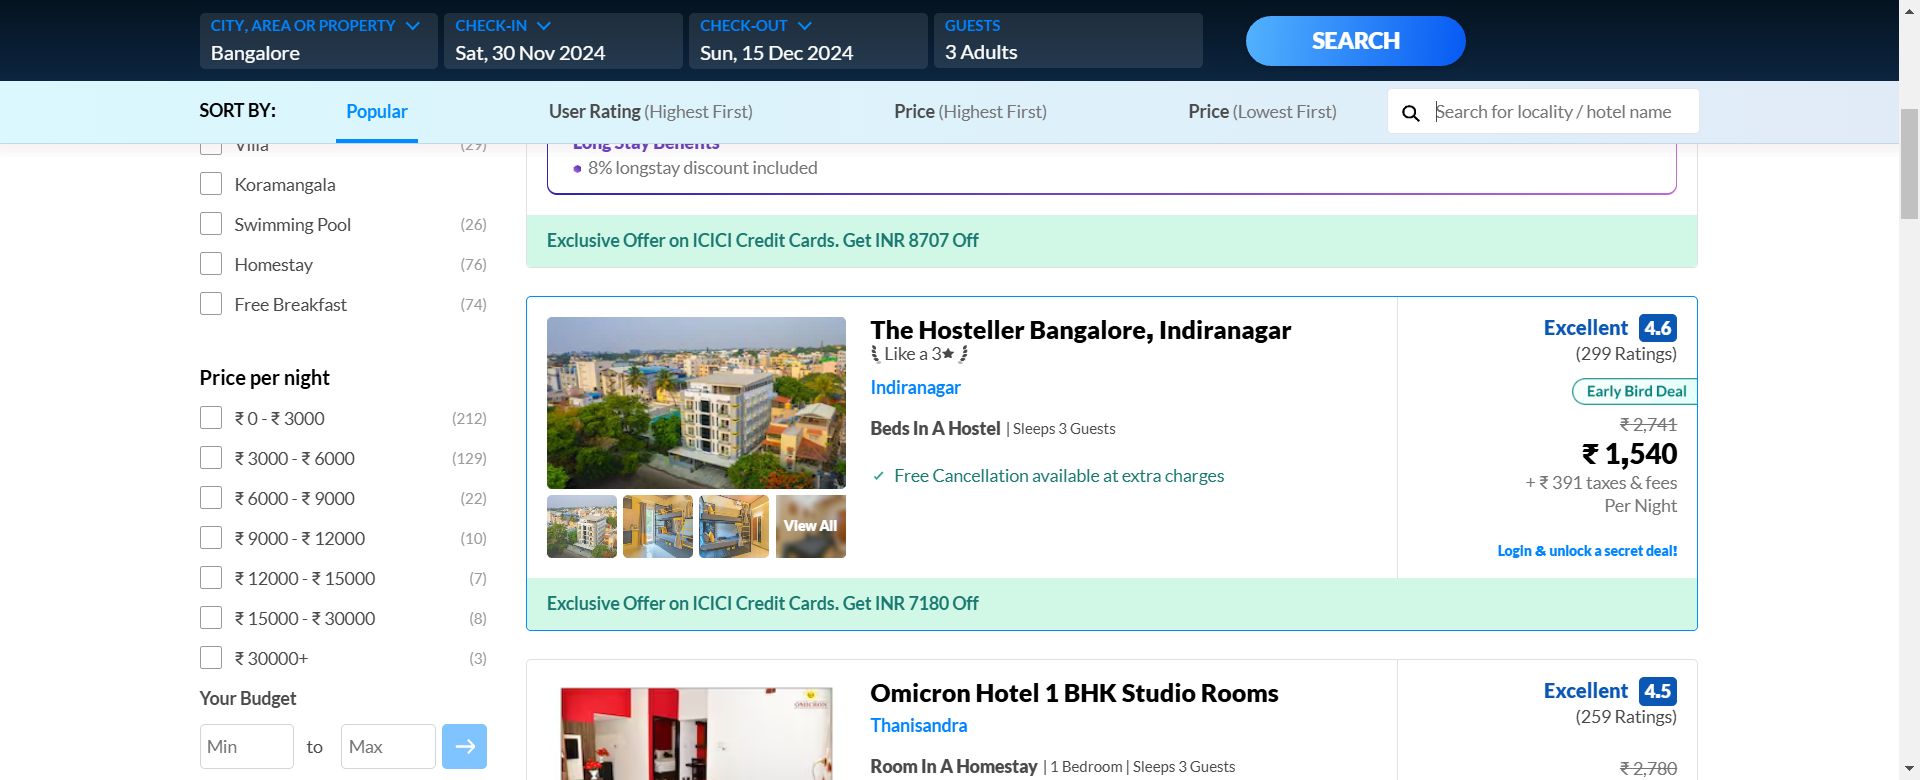 CITY, AREA OR PROPERTY
Bangalore
CHECK-IN
Sat, 30 Nov 2024
CHECK-OUT
Sun, 15 Dec 2024
GUESTS
3 Adults
SEARCH
SORT BY:
Popular
User Rating (Highest First)
Price (Highest First)
Price (Lowest First)
Search for locality / hotel name
Villa (29)
Koramangala
Swimming Pool (26)
Homestay (76)
Free Breakfast (74)
Price per night
₹ 0 - ₹ 3000 (212)
₹ 3000 - ₹ 6000 (129)
₹ 6000 - ₹ 9000 (22)
₹ 9000 - ₹ 12000 (10)
₹ 12000 - ₹ 15000 (7)
₹ 15000 - ₹ 30000 (8)
₹ 30000+ (3)
Your Budget
Min to Max
Long Stay Benefits
8% longstay discount included
Exclusive Offer on ICICI Credit Cards. Get INR 8707 Off
The Hosteller Bangalore, Indiranagar
Like a 3★
Indiranagar
Beds In A Hostel | Sleeps 3 Guests
✓ Free Cancellation available at extra charges
View All
Excellent 4.6
(299 Ratings)
Early Bird Deal
₹ 2,741
₹ 1,540
+ ₹ 391 taxes & fees
Per Night
Login & unlock a secret deal!
Exclusive Offer on ICICI Credit Cards. Get INR 7180 Off
OMICRON
Omicron Hotel 1 BHK Studio Rooms
Thanisandra
Room In A Homestay | 1 Bedroom | Sleeps 3 Guests
Excellent 4.5
(259 Ratings)
₹ 2,780